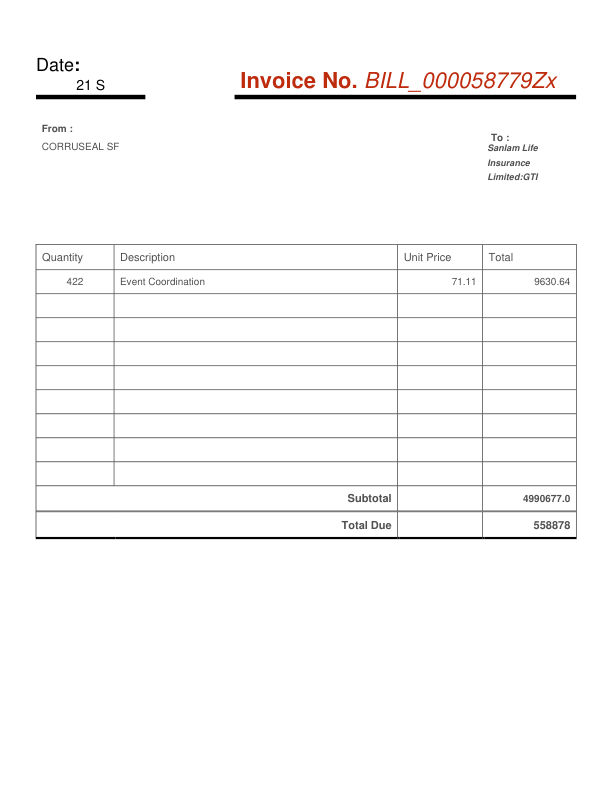 Date:
21 S
Invoice No. BILL_000058779Zx
From :
CORRUSEAL SF
To :
Sanlam Life
Insurance
Limited:GTI
Quantity Description Unit Price Total
422 Event Coordination 71.11 9630.64
Subtotal 4990677.0
Total Due 558878